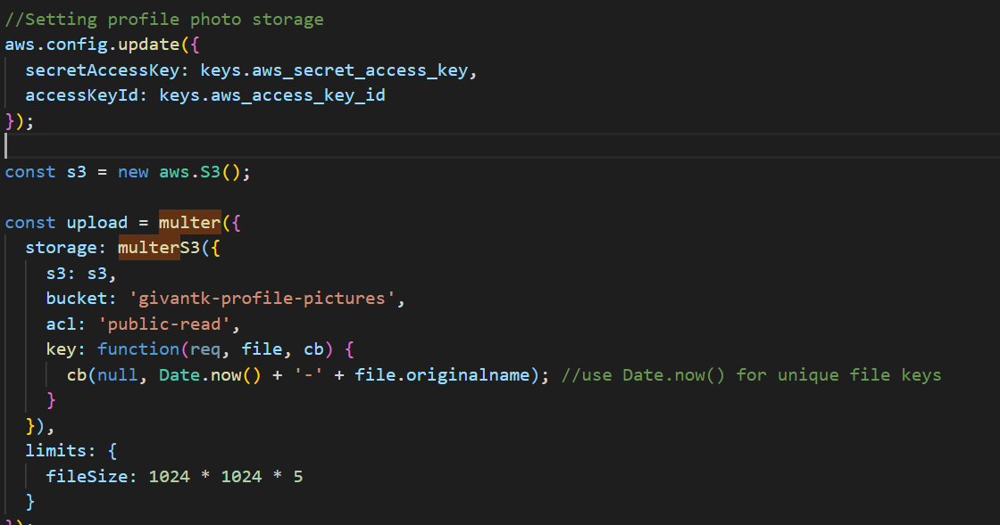 //Setting profile photo storage
aws.config.update({
  secretAccessKey: keys.aws_secret_access_key,
  accessKeyId: keys.aws_access_key_id
});

const s3 = new aws.S3();

const upload = multer({
  storage: multerS3({
    s3: s3,
    bucket: 'givantk-profile-pictures',
    acl: 'public-read',
    key: function(req, file, cb) {
      cb(null, Date.now() + '-' + file.originalname); //use Date.now() for unique file keys
    }
  }),
  limits: {
    fileSize: 1024 * 1024 * 5
  }
});